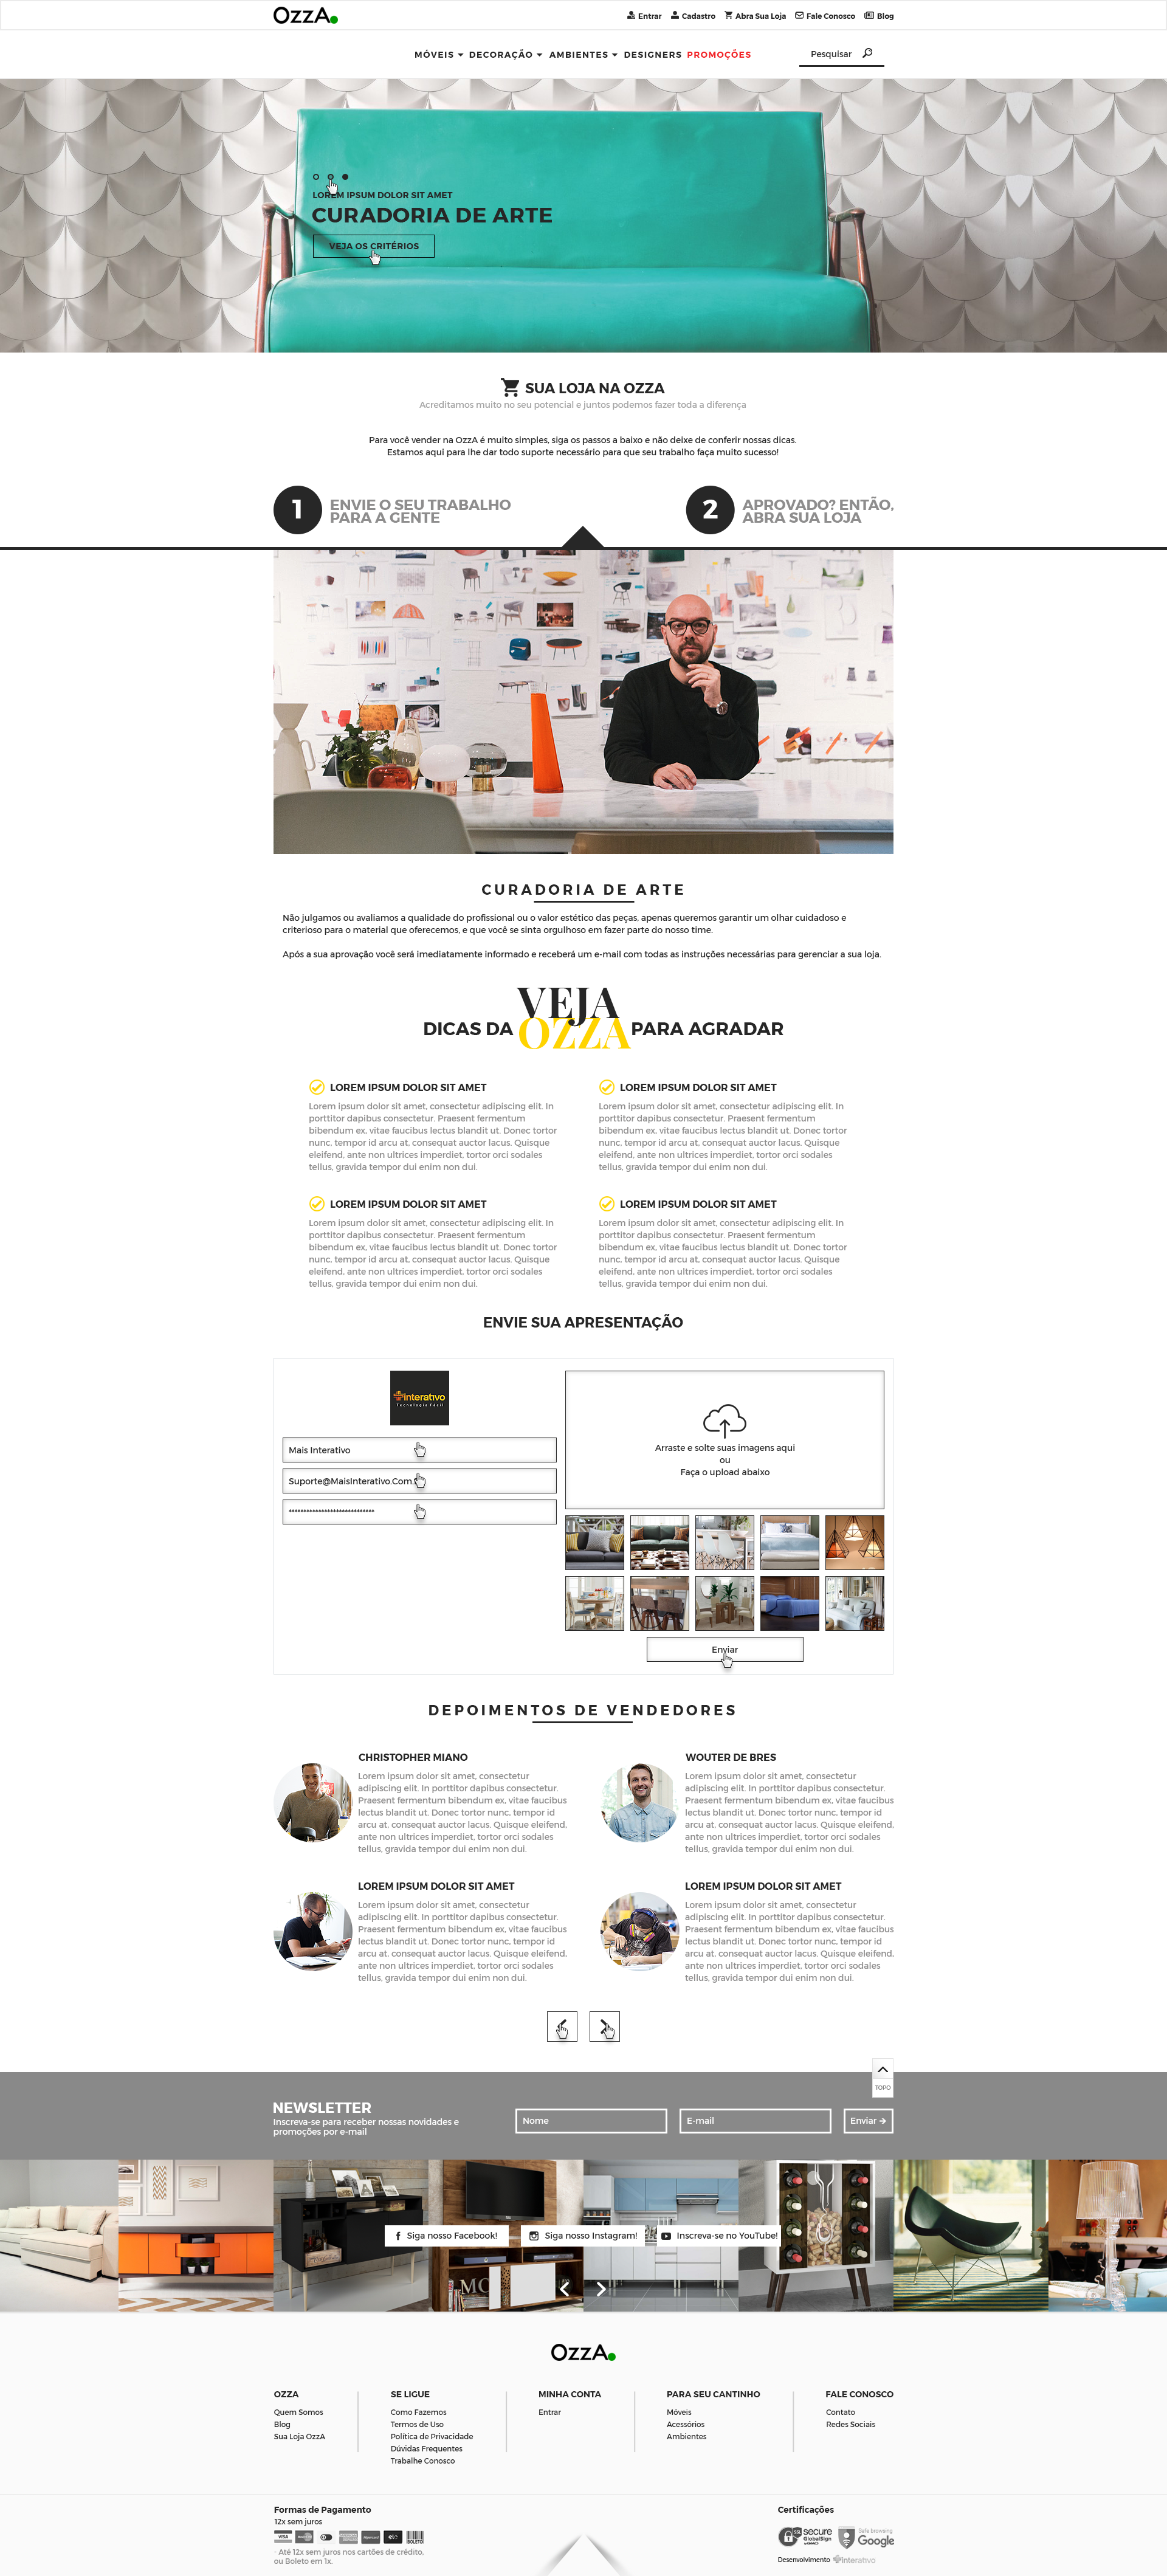 OzzA.
Entrar Cadastro Abra Sua Loja Fale Conosco Blog
MÓVEIS DECORAÇÃO AMBIENTES DESIGNERS PROMOÇÕES Pesquisar
LOREM IPSUM DOLOR SIT AMET
CURADORIA DE ARTE
VEJA OS CRITÉRIOS
SUA LOJA NA OZZA
Acreditamos muito no seu potencial e juntos podemos fazer toda a diferença
Para você vender na OzzA é muito simples, siga os passos a baixo e não deixe de conferir nossas dicas.
Estamos aqui para lhe dar todo suporte necessário para que seu trabalho faça muito sucesso!
1 ENVIE O SEU TRABALHO
PARA A GENTE
2 APROVADO? ENTÃO,
ABRA SUA LOJA
CURADORIA DE ARTE
Não julgamos ou avaliamos a qualidade do profissional ou o valor estético das peças, apenas queremos garantir um olhar cuidadoso e
criterioso para o material que oferecemos, e que você se sinta orgulhoso em fazer parte do nosso time.
Após a sua aprovação você será imediatamente informado e receberá um e-mail com todas as instruções necessárias para gerenciar a sua loja.
VEJA
DICAS DA OZZA PARA AGRADAR
LOREM IPSUM DOLOR SIT AMET
Lorem ipsum dolor sit amet, consectetur adipiscing elit. In
porttitor dapibus consectetur. Praesent fermentum
bibendum ex, vitae faucibus lectus blandit ut. Donec tortor
nunc, tempor id arcu at, consequat auctor lacus. Quisque
eleifend, ante non ultrices imperdiet, tortor orci sodales
tellus, gravida tempor dui enim non dui.
LOREM IPSUM DOLOR SIT AMET
Lorem ipsum dolor sit amet, consectetur adipiscing elit. In
porttitor dapibus consectetur. Praesent fermentum
bibendum ex, vitae faucibus lectus blandit ut. Donec tortor
nunc, tempor id arcu at, consequat auctor lacus. Quisque
eleifend, ante non ultrices imperdiet, tortor orci sodales
tellus, gravida tempor dui enim non dui.
LOREM IPSUM DOLOR SIT AMET
Lorem ipsum dolor sit amet, consectetur adipiscing elit. In
porttitor dapibus consectetur. Praesent fermentum
bibendum ex, vitae faucibus lectus blandit ut. Donec tortor
nunc, tempor id arcu at, consequat auctor lacus. Quisque
eleifend, ante non ultrices imperdiet, tortor orci sodales
tellus, gravida tempor dui enim non dui.
LOREM IPSUM DOLOR SIT AMET
Lorem ipsum dolor sit amet, consectetur adipiscing elit. In
porttitor dapibus consectetur. Praesent fermentum
bibendum ex, vitae faucibus lectus blandit ut. Donec tortor
nunc, tempor id arcu at, consequat auctor lacus. Quisque
eleifend, ante non ultrices imperdiet, tortor orci sodales
tellus, gravida tempor dui enim non dui.
ENVIE SUA APRESENTAÇÃO
interativo
Tecnologia Fácil
Mais Interativo
Suporte@MaisInterativo.Com.
Arraste e solte suas imagens aqui
ou
Faça o upload abaixo
Enviar
DEPOIMENTOS DE VENDEDORES
CHRISTOPHER MIANO
Lorem ipsum dolor sit amet, consectetur
adipiscing elit. In porttitor dapibus consectetur.
Praesent fermentum bibendum ex, vitae faucibus
lectus blandit ut. Donec tortor nunc, tempor id
arcu at, consequat auctor lacus. Quisque eleifend,
ante non ultrices imperdiet, tortor orci sodales
tellus, gravida tempor dui enim non dui.
WOUTER DE BRES
Lorem ipsum dolor sit amet, consectetur
adipiscing elit. In porttitor dapibus consectetur.
Praesent fermentum bibendum ex, vitae faucibus
lectus blandit ut. Donec tortor nunc, tempor id
arcu at, consequat auctor lacus. Quisque eleifend,
ante non ultrices imperdiet, tortor orci sodales
tellus, gravida tempor dui enim non dui.
LOREM IPSUM DOLOR SIT AMET
Lorem ipsum dolor sit amet, consectetur
adipiscing elit. In porttitor dapibus consectetur.
Praesent fermentum bibendum ex, vitae faucibus
lectus blandit ut. Donec tortor nunc, tempor id
arcu at, consequat auctor lacus. Quisque eleifend,
ante non ultrices imperdiet, tortor orci sodales
tellus, gravida tempor dui enim non dui.
LOREM IPSUM DOLOR SIT AMET
Lorem ipsum dolor sit amet, consectetur
adipiscing elit. In porttitor dapibus consectetur.
Praesent fermentum bibendum ex, vitae faucibus
lectus blandit ut. Donec tortor nunc, tempor id
arcu at, consequat auctor lacus. Quisque eleifend,
ante non ultrices imperdiet, tortor orci sodales
tellus, gravida tempor dui enim non dui.
TOPO
NEWSLETTER
Inscreva-se para receber nossas novidades e
promoções por e-mail
Nome E-mail Enviar
Siga nosso Facebook! Siga nosso Instagram! Inscreva-se no YouTube!
OzzA.
OZZA
Quem Somos
Blog
Sua Loja OzzA
SE LIGUE
Como Fazemos
Termos de Uso
Política de Privacidade
Dúvidas Frequentes
Trabalhe Conosco
MINHA CONTA
Entrar
PARA SEU CANTINHO
Móveis
Acessórios
Ambientes
FALE CONOSCO
Contato
Redes Sociais
Formas de Pagamento
12x sem juros
VISA elo BOLETO
- Até 12x sem juros nos cartões de crédito,
ou Boleto em 1x.
Certificações
SSL secure GlobalSign
Safe browsing Google
Desenvolvimento interativo